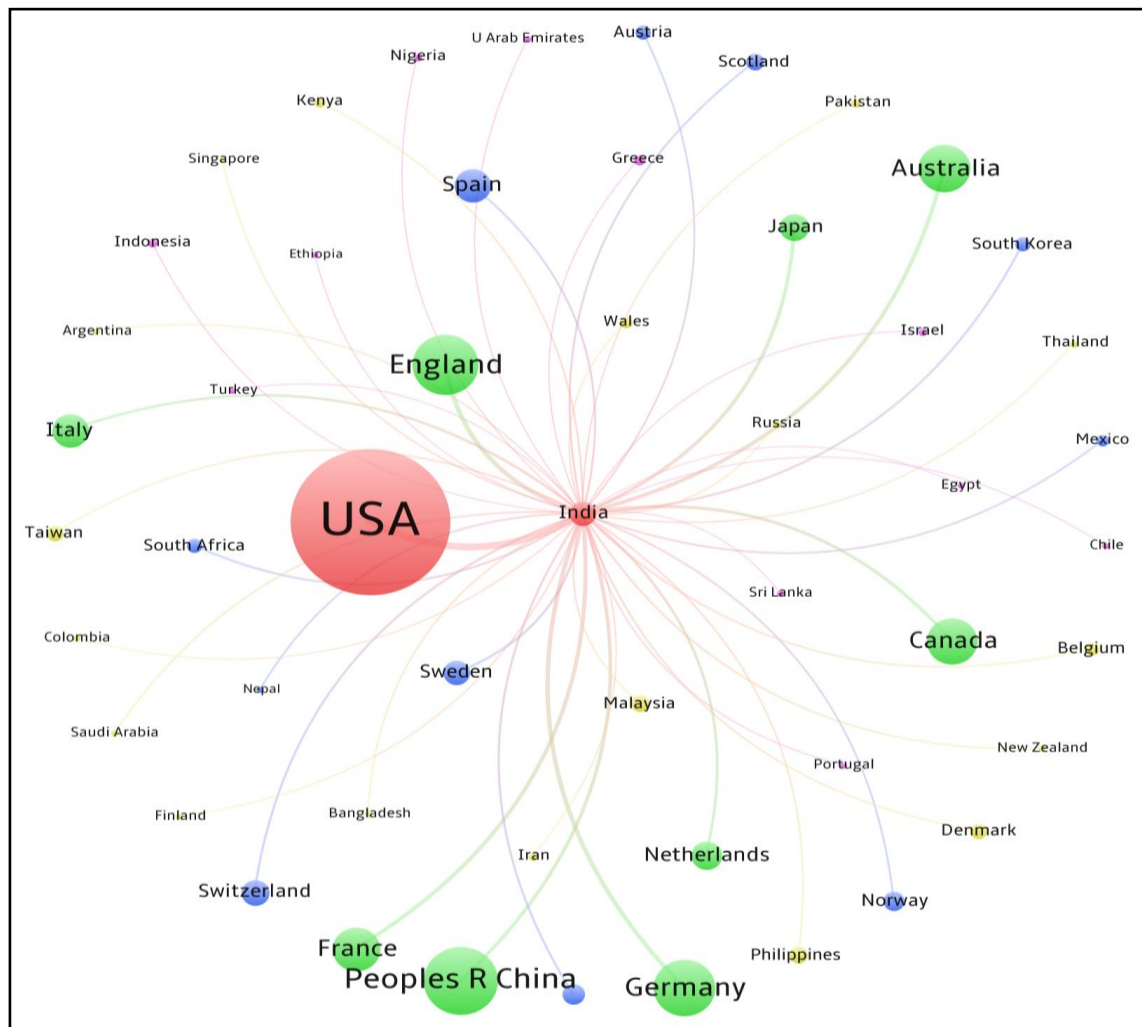 U Arab Emirates
Austria
Nigeria
Scotland
Kenya
Pakistan
Singapore
Greece
Australia
Spain
Japan
Indonesia
South Korea
Ethiopia
Wales
Argentina
Israel
Thailand
England
Turkey
Russia
Italy
Mexico
Egypt
India
USA
Taiwan
South Africa
Chile
Sri Lanka
Colombia
Canada
Belgium
Sweden
Nepal
Malaysia
Saudi Arabia
New Zealand
Portugal
Finland
Bangladesh
Denmark
Iran
Netherlands
Switzerland
Norway
France
Philippines
Peoples R China
Germany